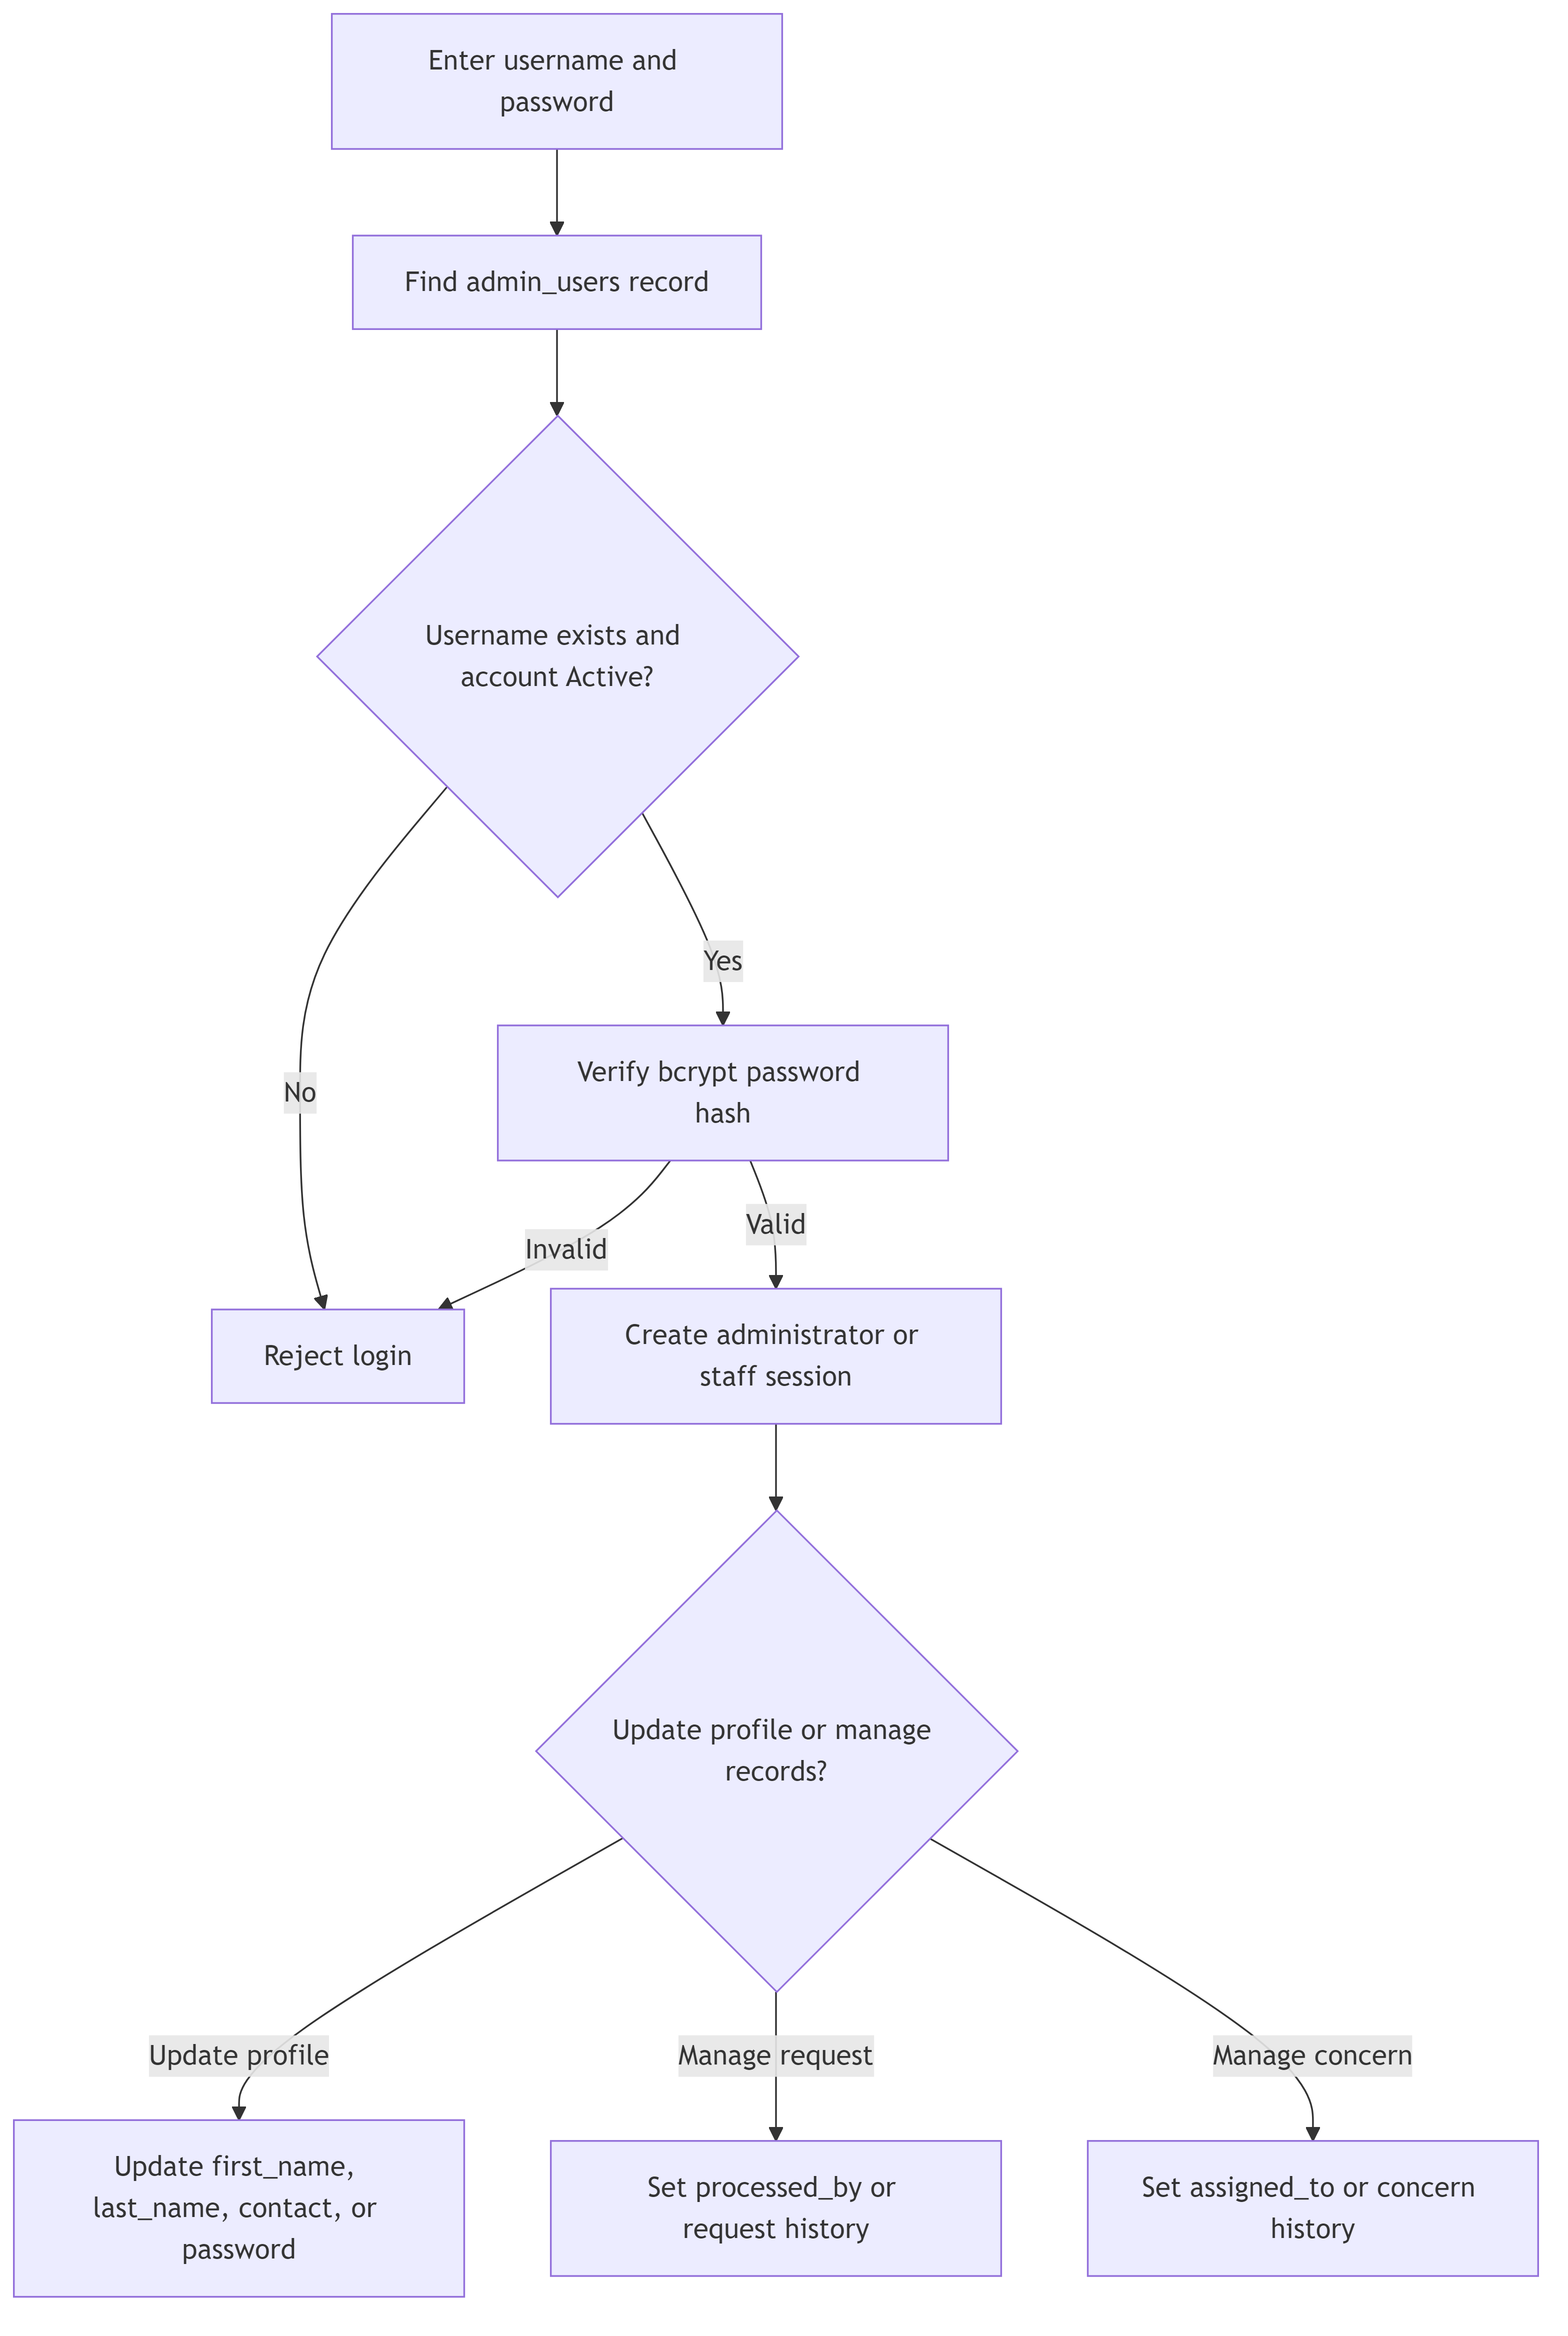 Enter username and
password
Find admin_users record
Username exists and
account Active?
Yes
Verify bcrypt password
hash
No
Valid
Invalid
Create administrator or
staff session
Reject login
Update profile or manage
records?
Update profile
Manage request
Manage concern
Update first_name,
last_name, contact, or
password
Set processed_by or
request history
Set assigned_to or concern
history